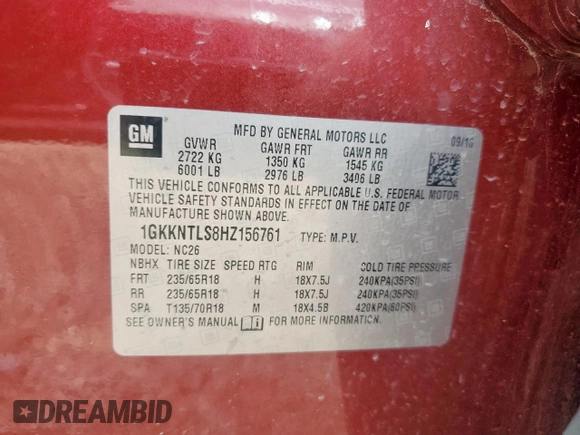 GM
MFD BY GENERAL MOTORS LLC
09/16
GVWR GAWR FRT GAWR RR
2722 KG 1350 KG 1545 KG
6001 LB 2976 LB 3406 LB
THIS VEHICLE CONFORMS TO ALL APPLICABLE U.S. FEDERAL MOTOR
VEHICLE SAFETY STANDARDS IN EFFECT ON THE DATE OF
MANUFACTURE SHOWN ABOVE.
1GKKNTLS8HZ156761 TYPE: M.P.V.
MODEL: NC26
NBHX TIRE SIZE SPEED RTG RIM COLD TIRE PRESSURE
FRT 235/65R18 H 18X7.5J 240KPA(35PSI)
RR 235/65R18 H 18X7.5J 240KPA(35PSI)
SPA T135/70R18 M 18X4.5B 420KPA(60PSI)
SEE OWNER'S MANUAL FOR MORE INFORMATION.
DREAMBID